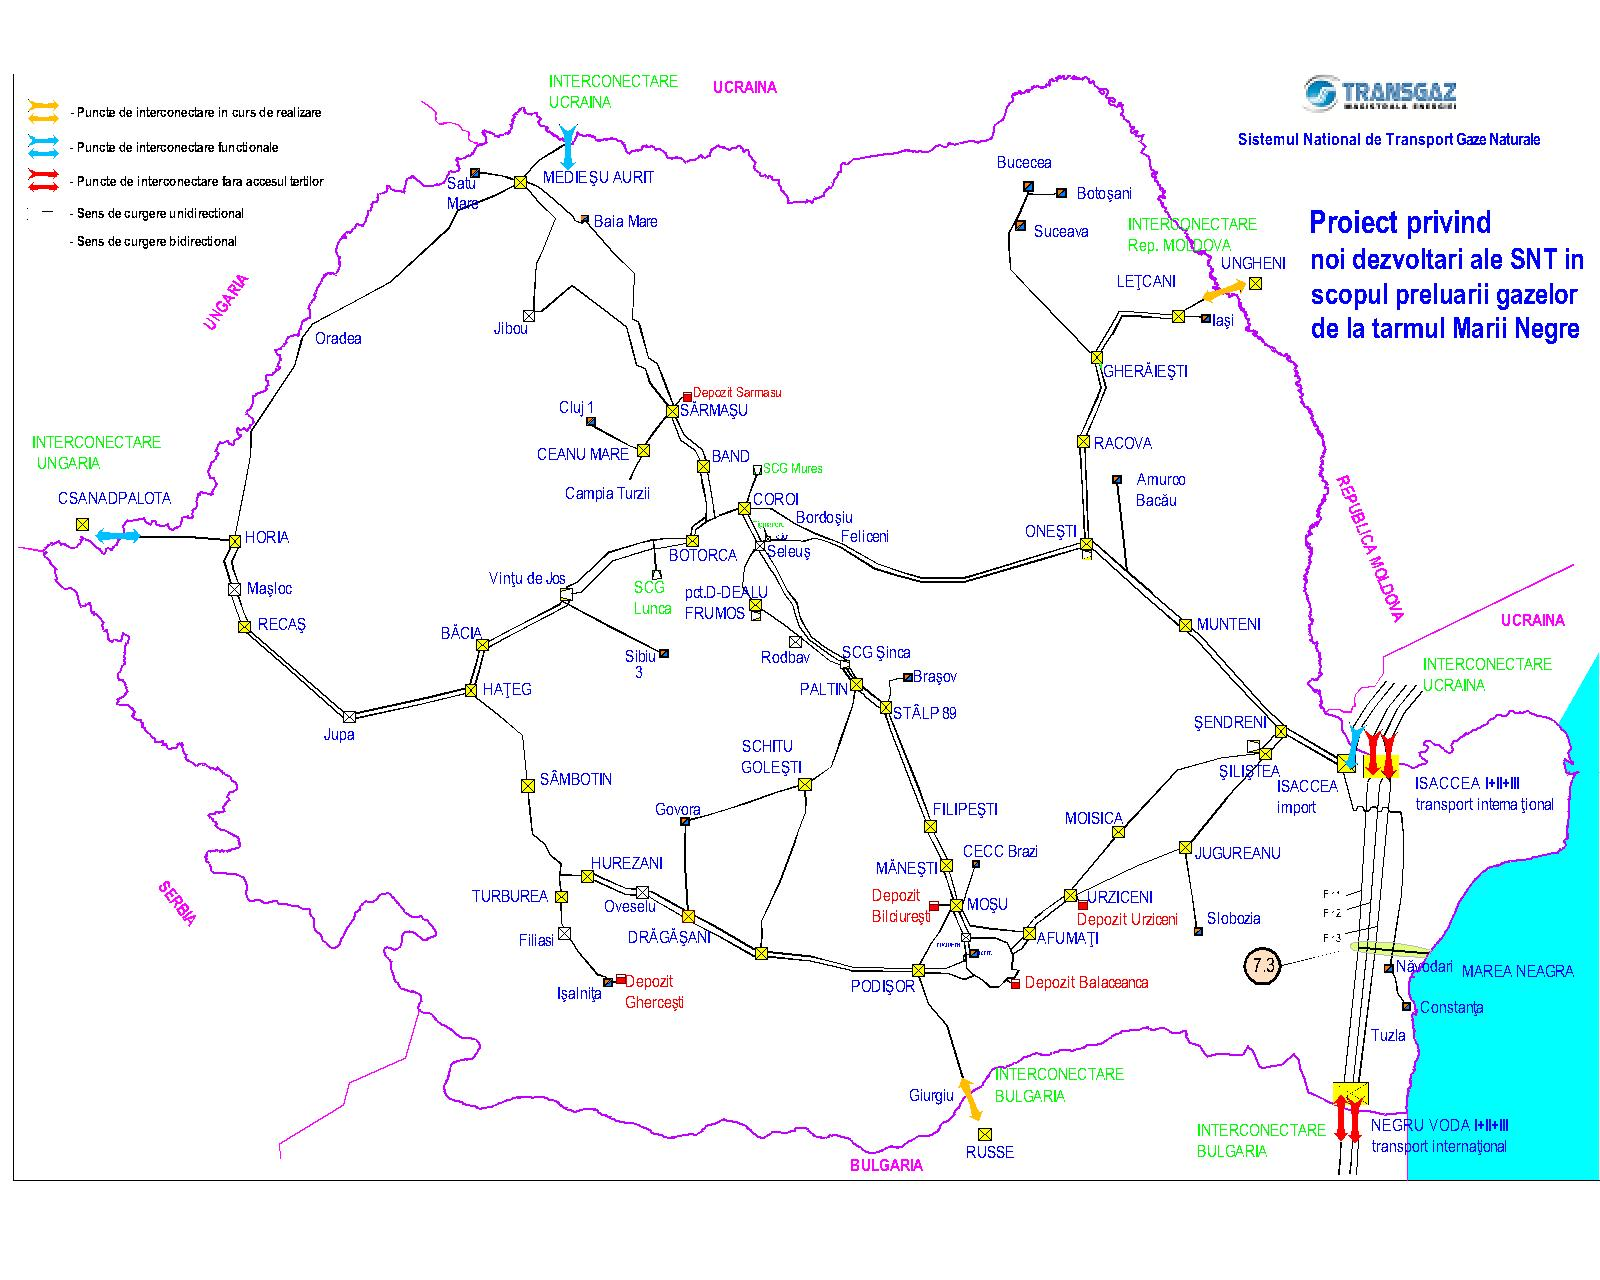 INTERCONECTARE
UCRAINA
UCRAINA
TRANSGAZ
MAGISTRALA ENERGIEI
Sistemul National de Transport Gaze Naturale
- Puncte de interconectare in curs de realizare
- Puncte de interconectare functionale
- Puncte de interconectare fara accesul tertilor
- Sens de curgere unidirectional
- Sens de curgere bidirectional
Proiect privind
noi dezvoltari ale SNT in
scopul preluarii gazelor
de la tarmul Marii Negre
Satu
Mare
MEDIEŞU AURIT
Baia Mare
Bucecea
Botoşani
Suceava
INTERCONECTARE
Rep. MOLDOVA
UNGHENI
LEŢCANI
Iaşi
UNGARIA
Oradea
Jibou
GHERĂIEŞTI
Depozit Sarmasu
SĂRMAŞU
Cluj 1
CEANU MARE
Campia Turzii
BAND
SCG Mures
RACOVA
Amurco
Bacău
REPUBLICA MOLDOVA
INTERCONECTARE
UNGARIA
CSANADPALOTA
HORIA
Maşloc
RECAŞ
Jupa
COROI
Bordoşiu
Feliceni
Seleuş
BOTORCA
ONEŞTI
Vinţu de Jos
SCG
Lunca
pct.D-DEALU
FRUMOS
BĂCIA
Sibiu
3
Rodbav
SCG Şinca
MUNTENI
UCRAINA
HAŢEG
PALTIN
Braşov
STÂLP 89
INTERCONECTARE
UCRAINA
ŞENDRENI
SCHITU
GOLEŞTI
SÂMBOTIN
ŞILIŞTEA
ISACCEA
import
ISACCEA I+II+III
transport internaţional
Govora
FILIPEŞTI
MOISICA
CECC Brazi
JUGUREANU
HUREZANI
MĂNEŞTI
TURBUREA
Oveselu
SERBIA
Depozit
Bilciureşti
MOŞU
URZICENI
Depozit Urziceni
Slobozia
F 1
F 2
F 3
Filiasi
DRĂGĂŞANI
AFUMAŢI
7.3
Năvodari
MAREA NEAGRA
Işalniţa
Depozit
Gherceşti
PODIŞOR
Depozit Balaceanca
Constanţa
Tuzla
Giurgiu
INTERCONECTARE
BULGARIA
RUSSE
BULGARIA
INTERCONECTARE
BULGARIA
NEGRU VODA I+II+III
transport internaţional